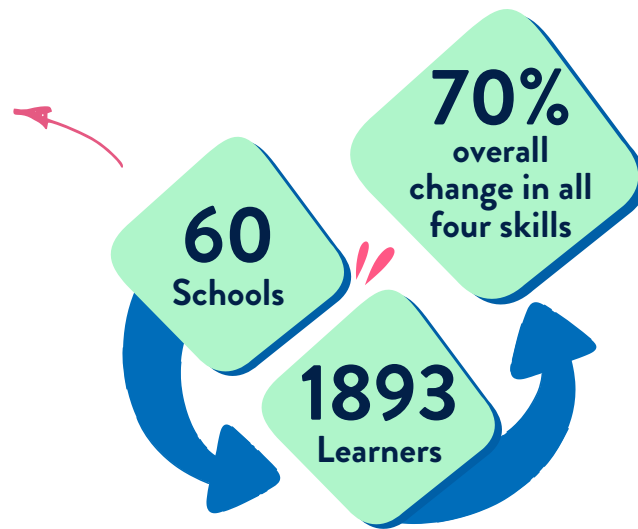 60
Schools
1893
Learners
70%
overall
change in all
four skills